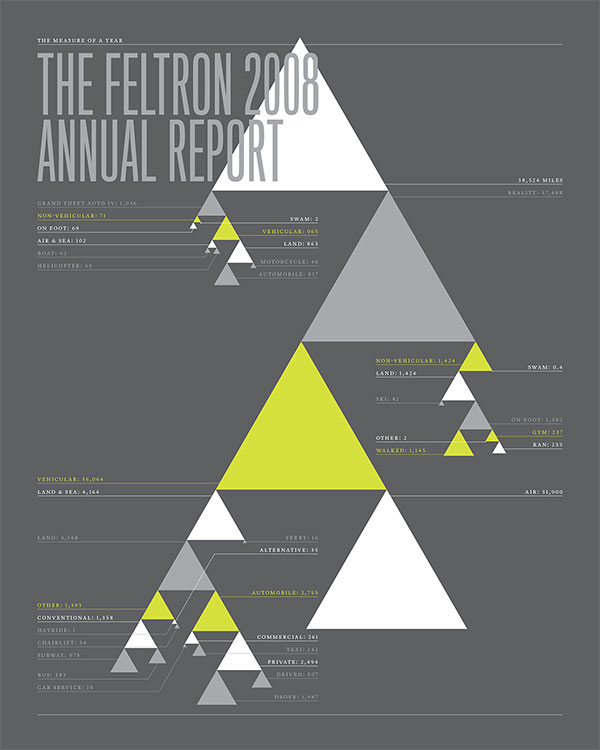 THE MEASURE OF A YEAR
THE FELTRON 2008
ANNUAL REPORT
38,524 MILES
REALITY: 37,488
GRAND THEFT AUTO IV: 1,036
NON-VEHICULAR: 71
ON FOOT: 69
AIR & SEA: 102
BOAT: 42
HELICOPTER: 60
SWAM: 2
VEHICULAR: 965
LAND: 863
MOTORCYCLE: 46
AUTOMOBILE: 817
NON-VEHICULAR: 1,424
LAND: 1,424
SKI: 42
OTHER: 2
WALKED: 1,145
SWAM: 0.4
ON FOOT: 1,382
GYM: 237
RAN: 235
VEHICULAR: 36,064
LAND & SEA: 4,164
AIR: 31,900
LAND: 4,148
FERRY: 16
ALTERNATIVE: 35
AUTOMOBILE: 2,755
OTHER: 1,393
CONVENTIONAL: 1,358
HAYRIDE: 1
CHAIRLIFT: 34
SUBWAY: 975
BUS: 383
CAR SERVICE: 19
COMMERCIAL: 261
TAXI: 242
PRIVATE: 2,494
DRIVEN: 507
DROVE: 1,987